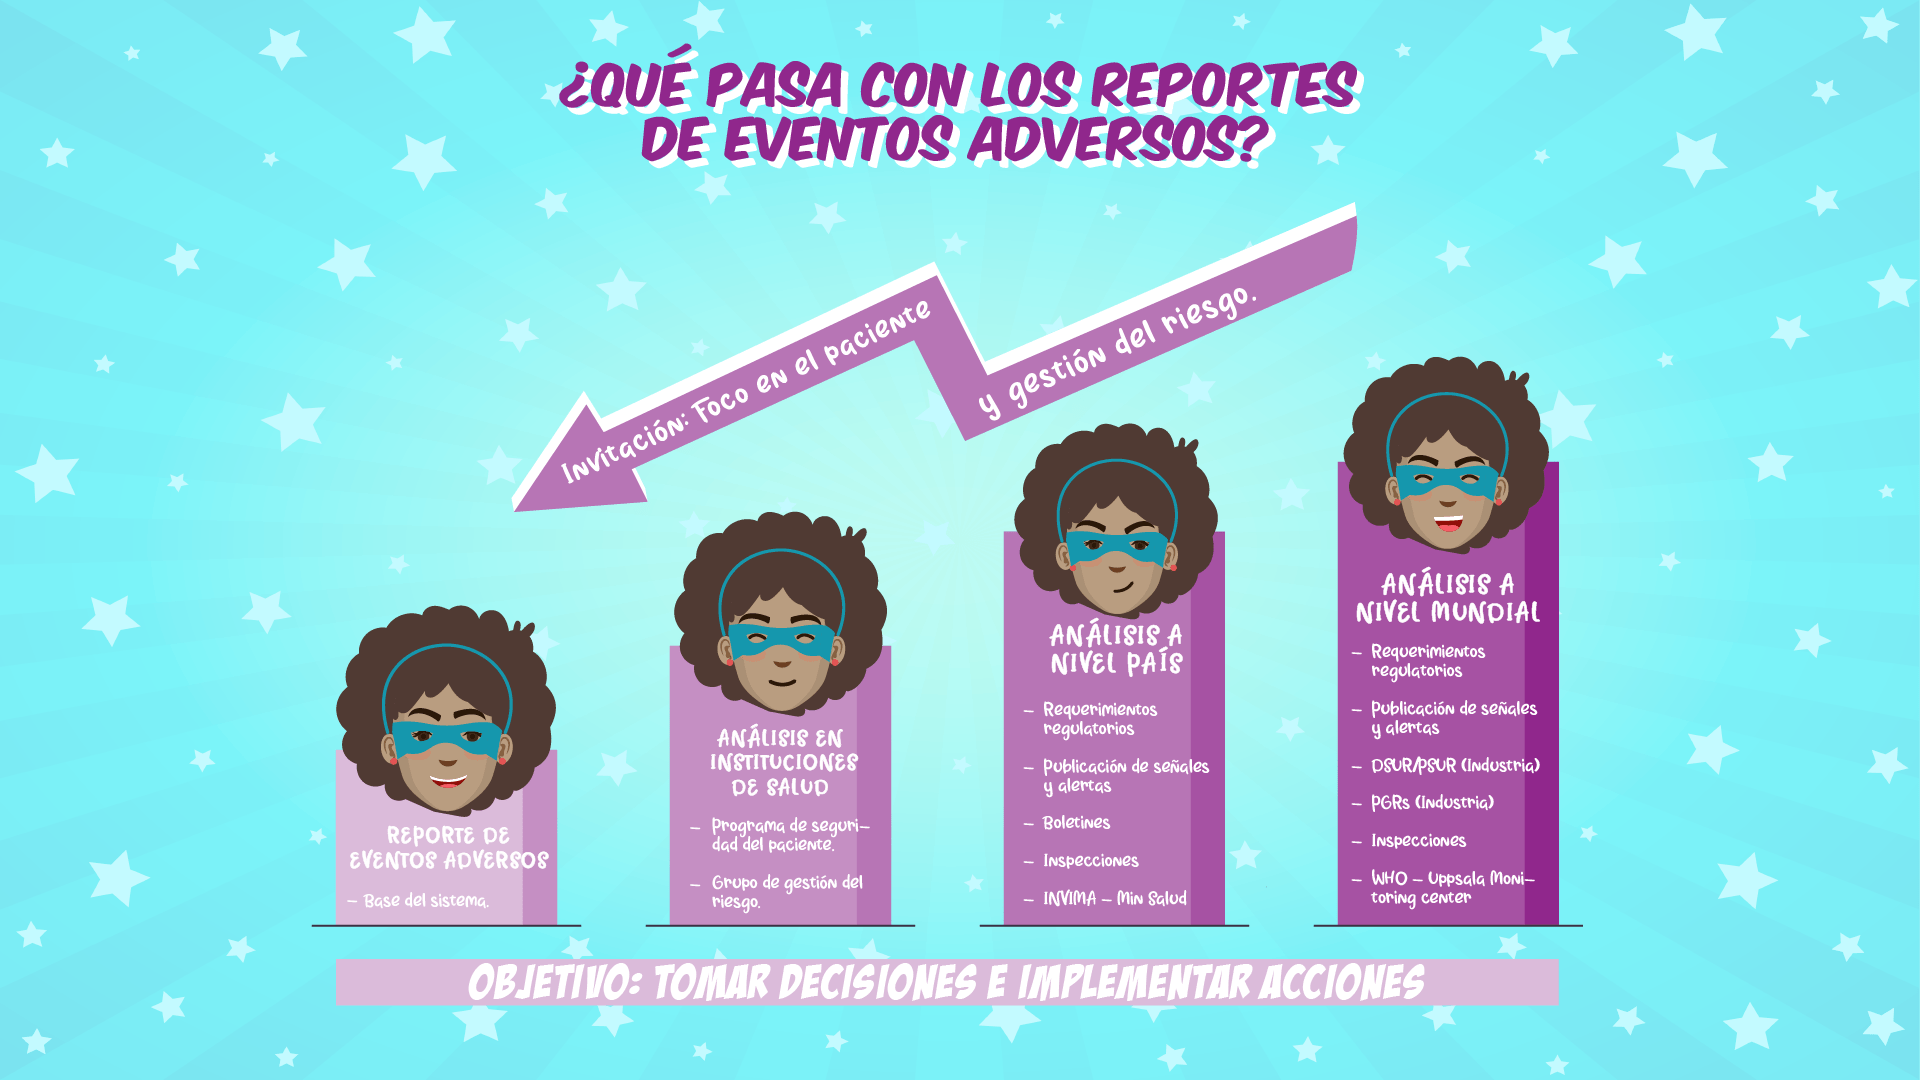 ¿QUÉ PASA CON LOS REPORTES
DE EVENTOS ADVERSOS?
Invitación: Foco en el paciente
y gestión del riesgo.
REPORTE DE
EVENTOS ADVERSOS
– Base del sistema.
ANÁLISIS EN
INSTITUCIONES
DE SALUD
– Programa de seguri–
dad del paciente.
– Grupo de gestión del
riesgo.
ANÁLISIS A
NIVEL PAÍS
– Requerimientos
regulatorios
– Publicación de señales
y alertas
– Boletines
– Inspecciones
– INVIMA – Min Salud
ANÁLISIS A
NIVEL MUNDIAL
– Requerimientos
regulatorios
– Publicación de señales
y alertas
– DSUR/PSUR (Industria)
– PGRs (Industria)
– Inspecciones
– WHO – Uppsala Moni–
toring center
OBJETIVO: TOMAR DECISIONES E IMPLEMENTAR ACCIONES